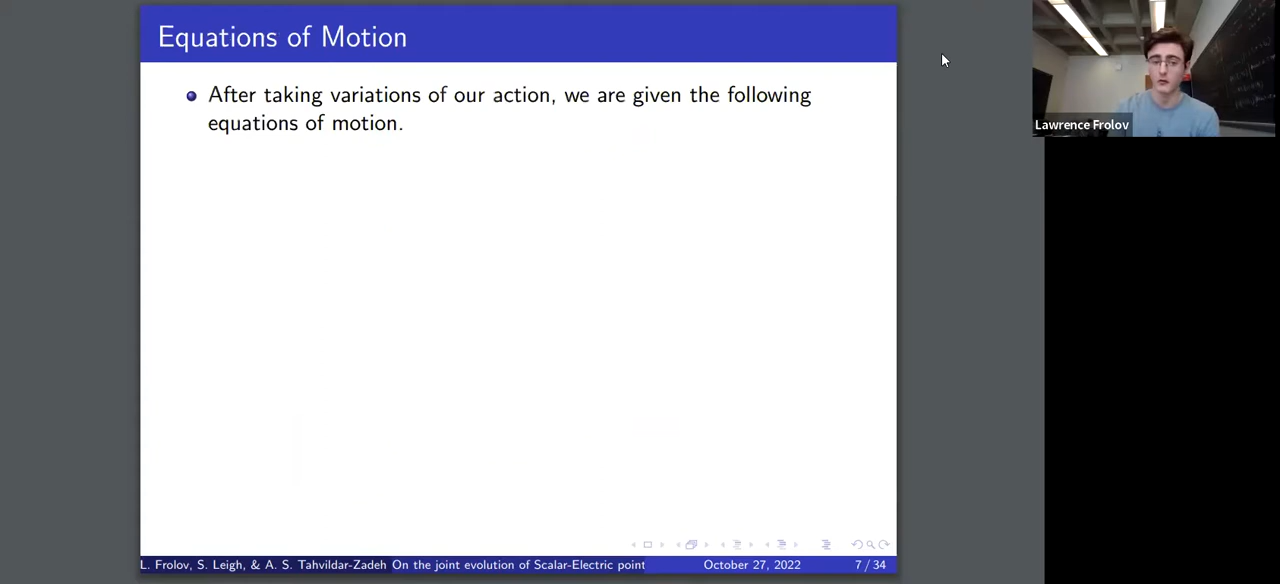 Equations of Motion
After taking variations of our action, we are given the following
equations of motion.
Lawrence Frolov
L. Frolov, S. Leigh, & A. S. Tahvildar-Zadeh On the joint evolution of Scalar-Electric point October 27, 2022 7 / 34